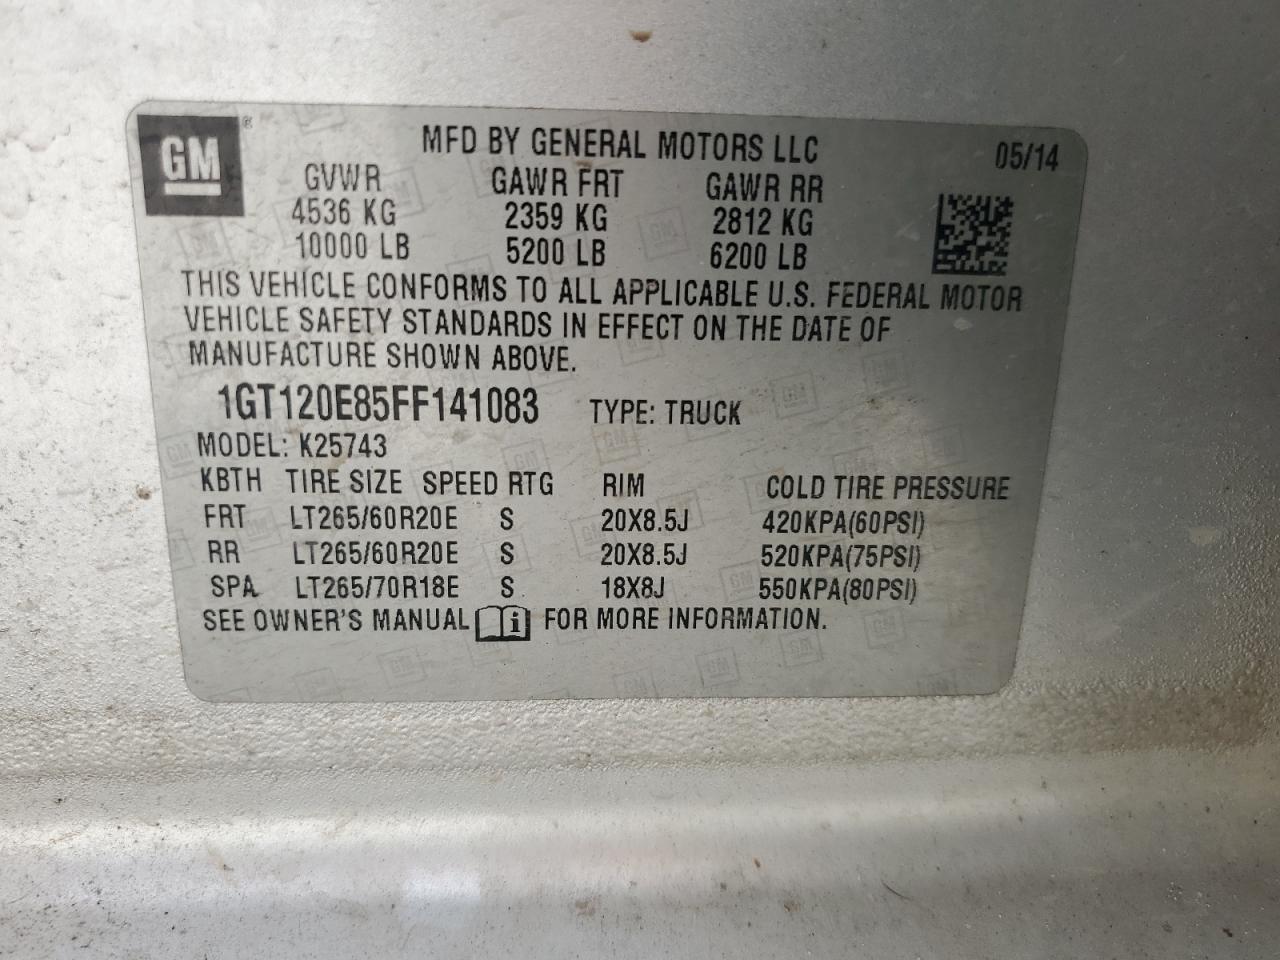 GM
MFD BY GENERAL MOTORS LLC 05/14
GVWR GAWR FRT GAWR RR
4536 KG 2359 KG 2812 KG
10000 LB 5200 LB 6200 LB
THIS VEHICLE CONFORMS TO ALL APPLICABLE U.S. FEDERAL MOTOR
VEHICLE SAFETY STANDARDS IN EFFECT ON THE DATE OF
MANUFACTURE SHOWN ABOVE.
1GT120E85FF141083 TYPE: TRUCK
MODEL: K25743
KBTH TIRE SIZE SPEED RTG RIM COLD TIRE PRESSURE
FRT LT265/60R20E S 20X8.5J 420KPA(60PSI)
RR LT265/60R20E S 20X8.5J 520KPA(75PSI)
SPA LT265/70R18E S 18X8J 550KPA(80PSI)
SEE OWNER'S MANUAL i FOR MORE INFORMATION.